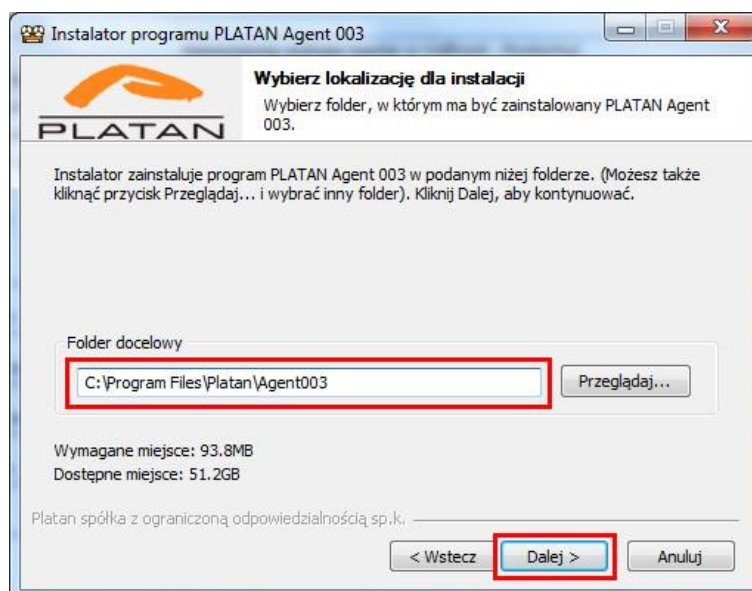 Instalator programu PLATAN Agent 003
PLATAN
Wybierz lokalizację dla instalacji
Wybierz folder, w którym ma być zainstalowany PLATAN Agent
003.
Instalator zainstaluje program PLATAN Agent 003 w podanym niżej folderze. (Możesz także
kliknąć przycisk Przeglądaj... i wybrać inny folder). Kliknij Dalej, aby kontynuować.
Folder docelowy
C:\Program Files\Platan\Agent003
Przeglądaj...
Wymagane miejsce: 93.8MB
Dostępne miejsce: 51.2GB
Platan spółka z ograniczoną odpowiedzialnością sp.k.
< Wstecz
Dalej >
Anuluj